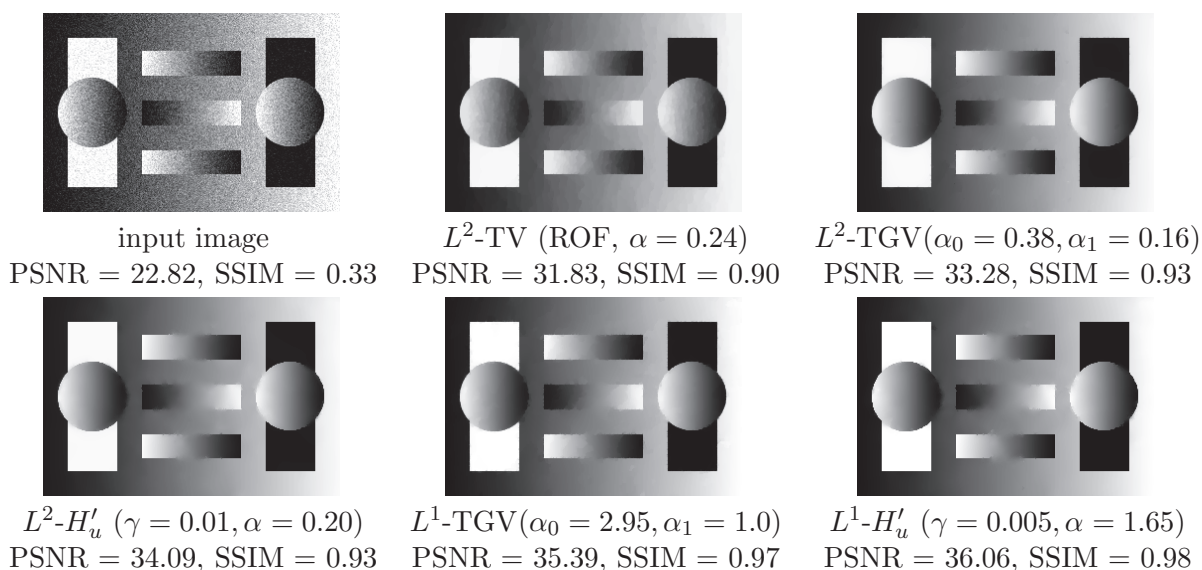 input image
PSNR = 22.82, SSIM = 0.33
L²-TV (ROF, α = 0.24)
PSNR = 31.83, SSIM = 0.90
L²-TGV(α₀ = 0.38, α₁ = 0.16)
PSNR = 33.28, SSIM = 0.93
L²-H′ᵤ (γ = 0.01, α = 0.20)
PSNR = 34.09, SSIM = 0.93
L¹-TGV(α₀ = 2.95, α₁ = 1.0)
PSNR = 35.39, SSIM = 0.97
L¹-H′ᵤ (γ = 0.005, α = 1.65)
PSNR = 36.06, SSIM = 0.98